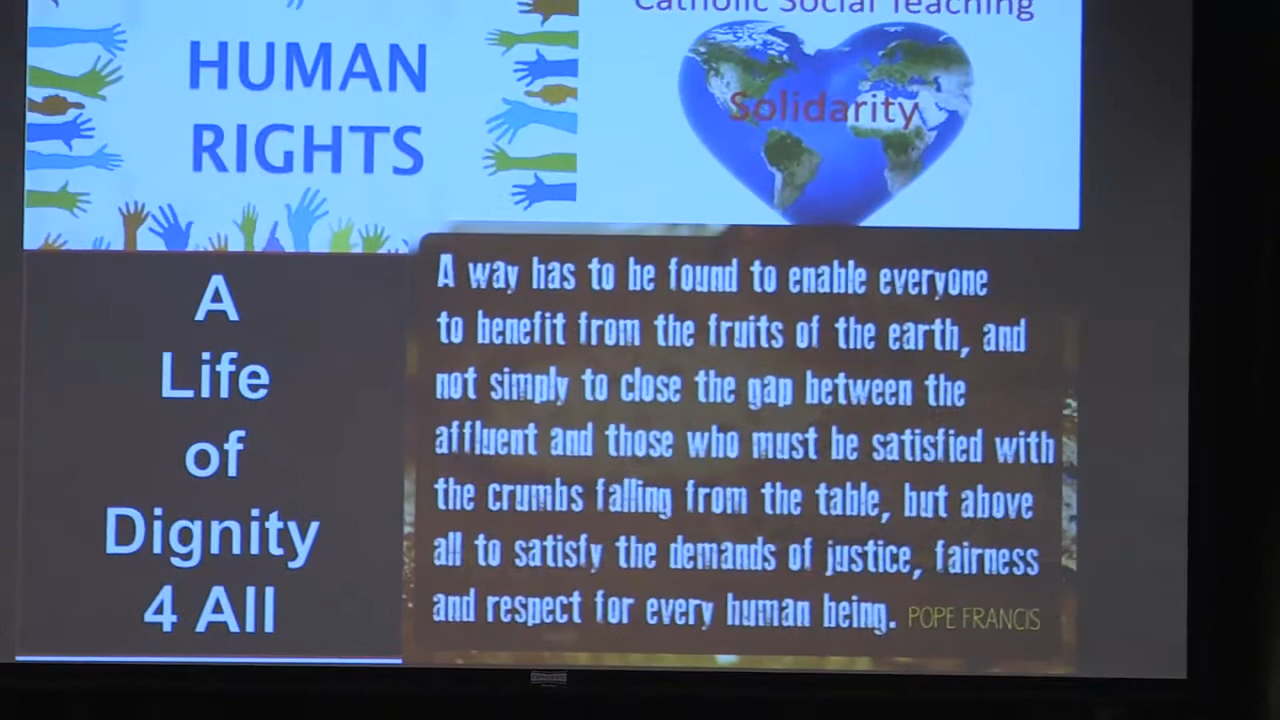 HUMAN
RIGHTS
Catholic Social Teaching
Solidarity
A
Life
of
Dignity
4 All
A way has to be found to enable everyone
to benefit from the fruits of the earth, and
not simply to close the gap between the
affluent and those who must be satisfied with
the crumbs falling from the table, but above
all to satisfy the demands of justice, fairness
and respect for every human being. POPE FRANCIS